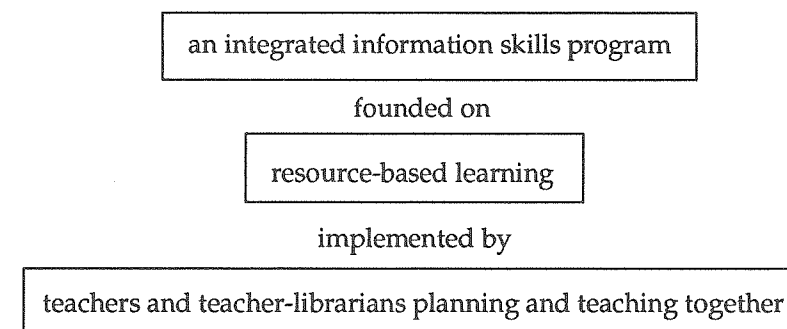 an integrated information skills program
founded on
resource-based learning
implemented by
teachers and teacher-librarians planning and teaching together